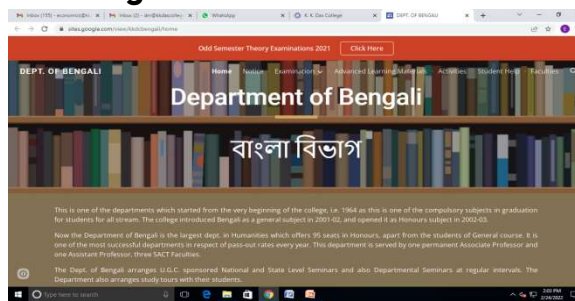 Inbox (115) - economics@k
Inbox (2) - dev@kkdascolle
WhatsApp
K. K. Das College
DEPT. OF BENGALI
sites.google.com/view/kkdcbengali/home
Odd Semester Theory Examinations 2021 Click Here
DEPT. OF BENGALI
Home Notice Examination Advanced Learning Materials Activities Student Help Faculties
Department of Bengali
বাংলা বিভাগ
This is one of the departments which started from the very beginning of the college, i.e. 1964 as this is one of the compulsory subjects in graduation
for students for all stream. The college introduced Bengali as a general subject in 2001-02, and opened it as Honours subject in 2002-03.
Now the Department of Bengali is the largest dept. in Humanities which offers 95 seats in Honours, apart from the students of General course. It is
one of the most successful departments in respect of pass-out rates every year. This department is served by one permanent Associate Professor and
one Assistant Professor, three SACT Faculties.
The Dept. of Bengali arranges U.G.C. sponsored National and State Level Seminars and also Departmental Seminars at regular intervals. The
Department also arranges study tours with their students.
Type here to search
2:03 PM
2/24/2022